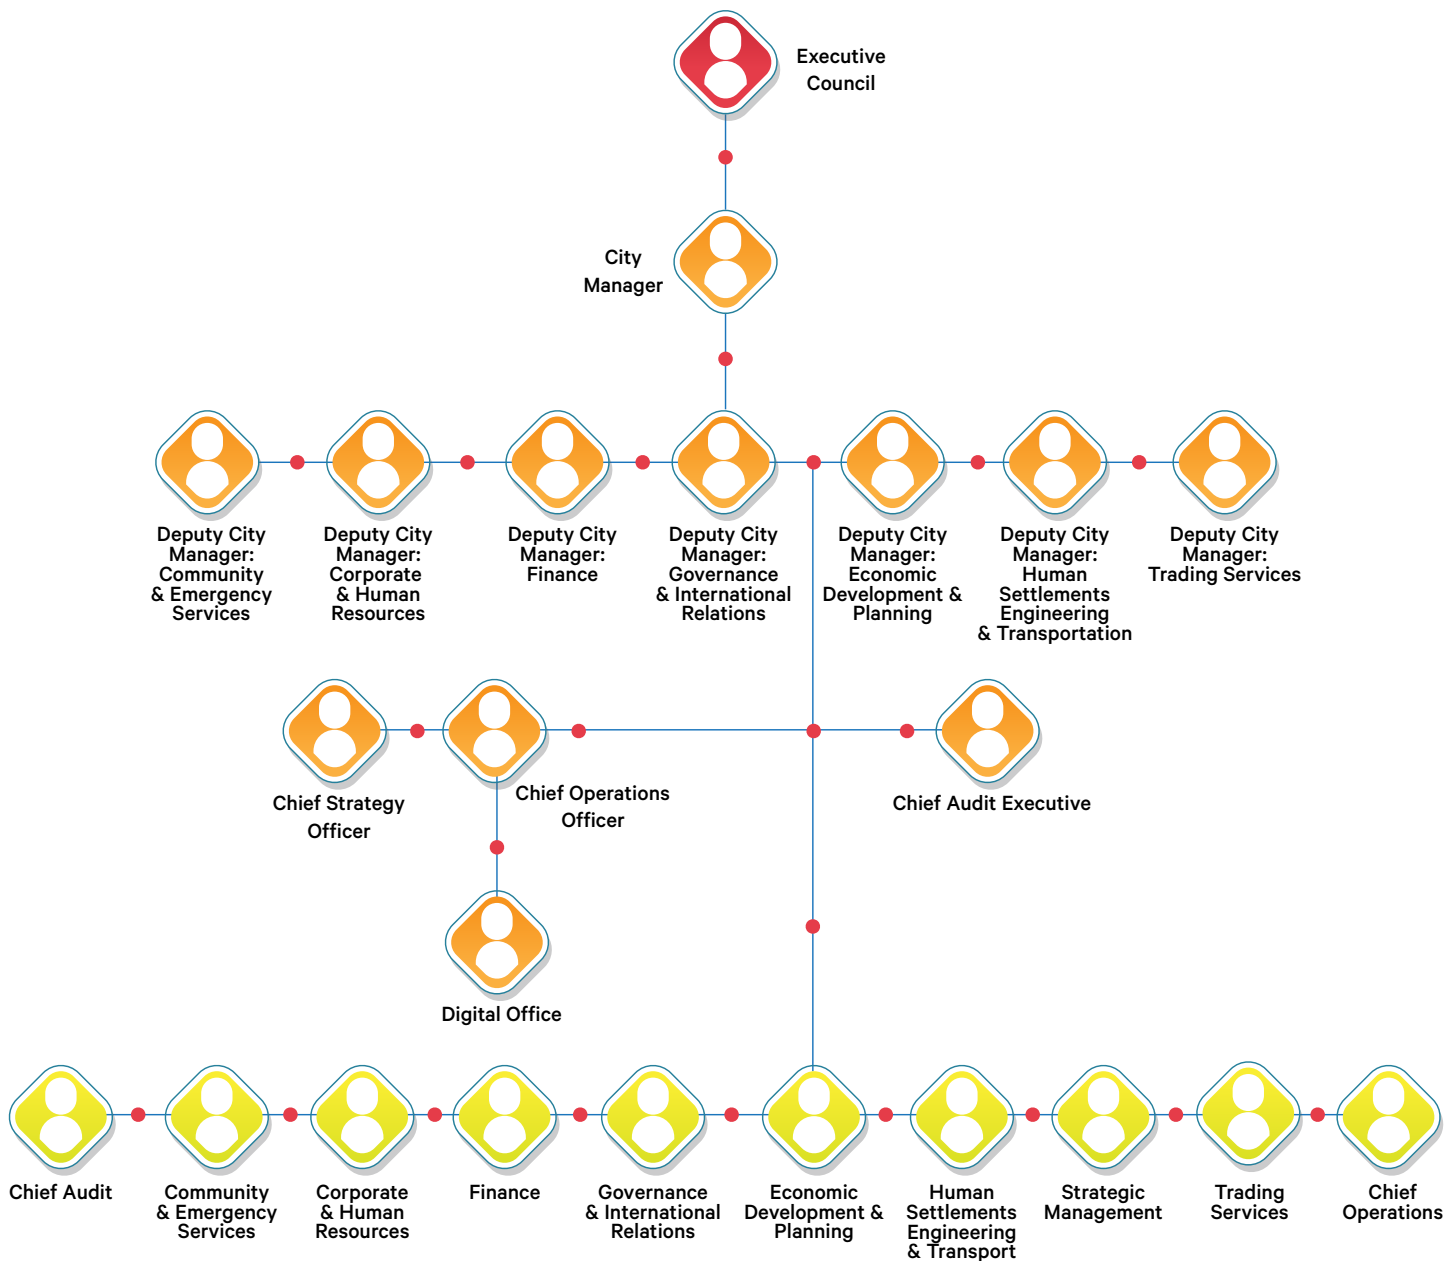 Executive
Council
City
Manager
Deputy City
Manager:
Community
& Emergency
Services
Deputy City
Manager:
Corporate
& Human
Resources
Deputy City
Manager:
Finance
Deputy City
Manager:
Governance
& International
Relations
Deputy City
Manager:
Economic
Development &
Planning
Deputy City
Manager:
Human
Settlements
Engineering
& Transportation
Deputy City
Manager:
Trading Services
Chief Strategy
Officer
Chief Operations
Officer
Chief Audit Executive
Digital Office
Chief Audit
Community
& Emergency
Services
Corporate
& Human
Resources
Finance
Governance
& International
Relations
Economic
Development &
Planning
Human
Settlements
Engineering
& Transport
Strategic
Management
Trading
Services
Chief
Operations